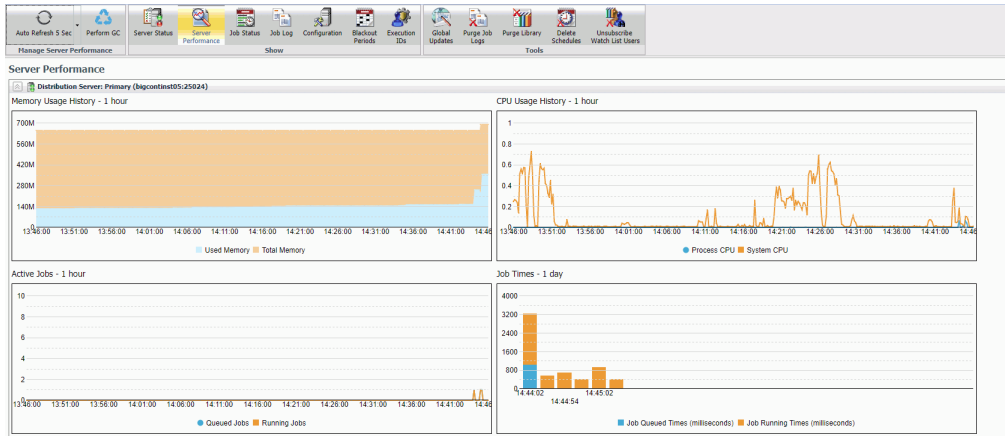 Auto Refresh 5 Sec Perform GC Server Status Server Performance Job Status Job Log Configuration Blackout Periods Execution IDs Global Updates Purge Job Logs Purge Library Delete Schedules Unsubscribe Watch List Users
Manage Server Performance Show Tools
Server Performance
Distribution Server: Primary (bigcontinst05:25024)
Memory Usage History - 1 hour
700M
560M
420M
280M
140M
0
13:46:00 13:51:00 13:56:00 14:01:00 14:06:00 14:11:00 14:16:00 14:21:00 14:26:00 14:31:00 14:36:00 14:41:00 14:46
Used Memory Total Memory
CPU Usage History - 1 hour
1
0.8
0.6
0.4
0.2
0
13:46:00 13:51:00 13:56:00 14:01:00 14:06:00 14:11:00 14:16:00 14:21:00 14:26:00 14:31:00 14:36:00 14:41:00 14:46
Process CPU System CPU
Active Jobs - 1 hour
10
8
6
4
2
0
13:46:00 13:51:00 13:56:00 14:01:00 14:06:00 14:11:00 14:16:00 14:21:00 14:26:00 14:31:00 14:36:00 14:41:00 14:46
Queued Jobs Running Jobs
Job Times - 1 day
4000
3200
2400
1600
800
0
14:44:02 14:45:02
14:44:54
Job Queued Times (milliseconds) Job Running Times (milliseconds)